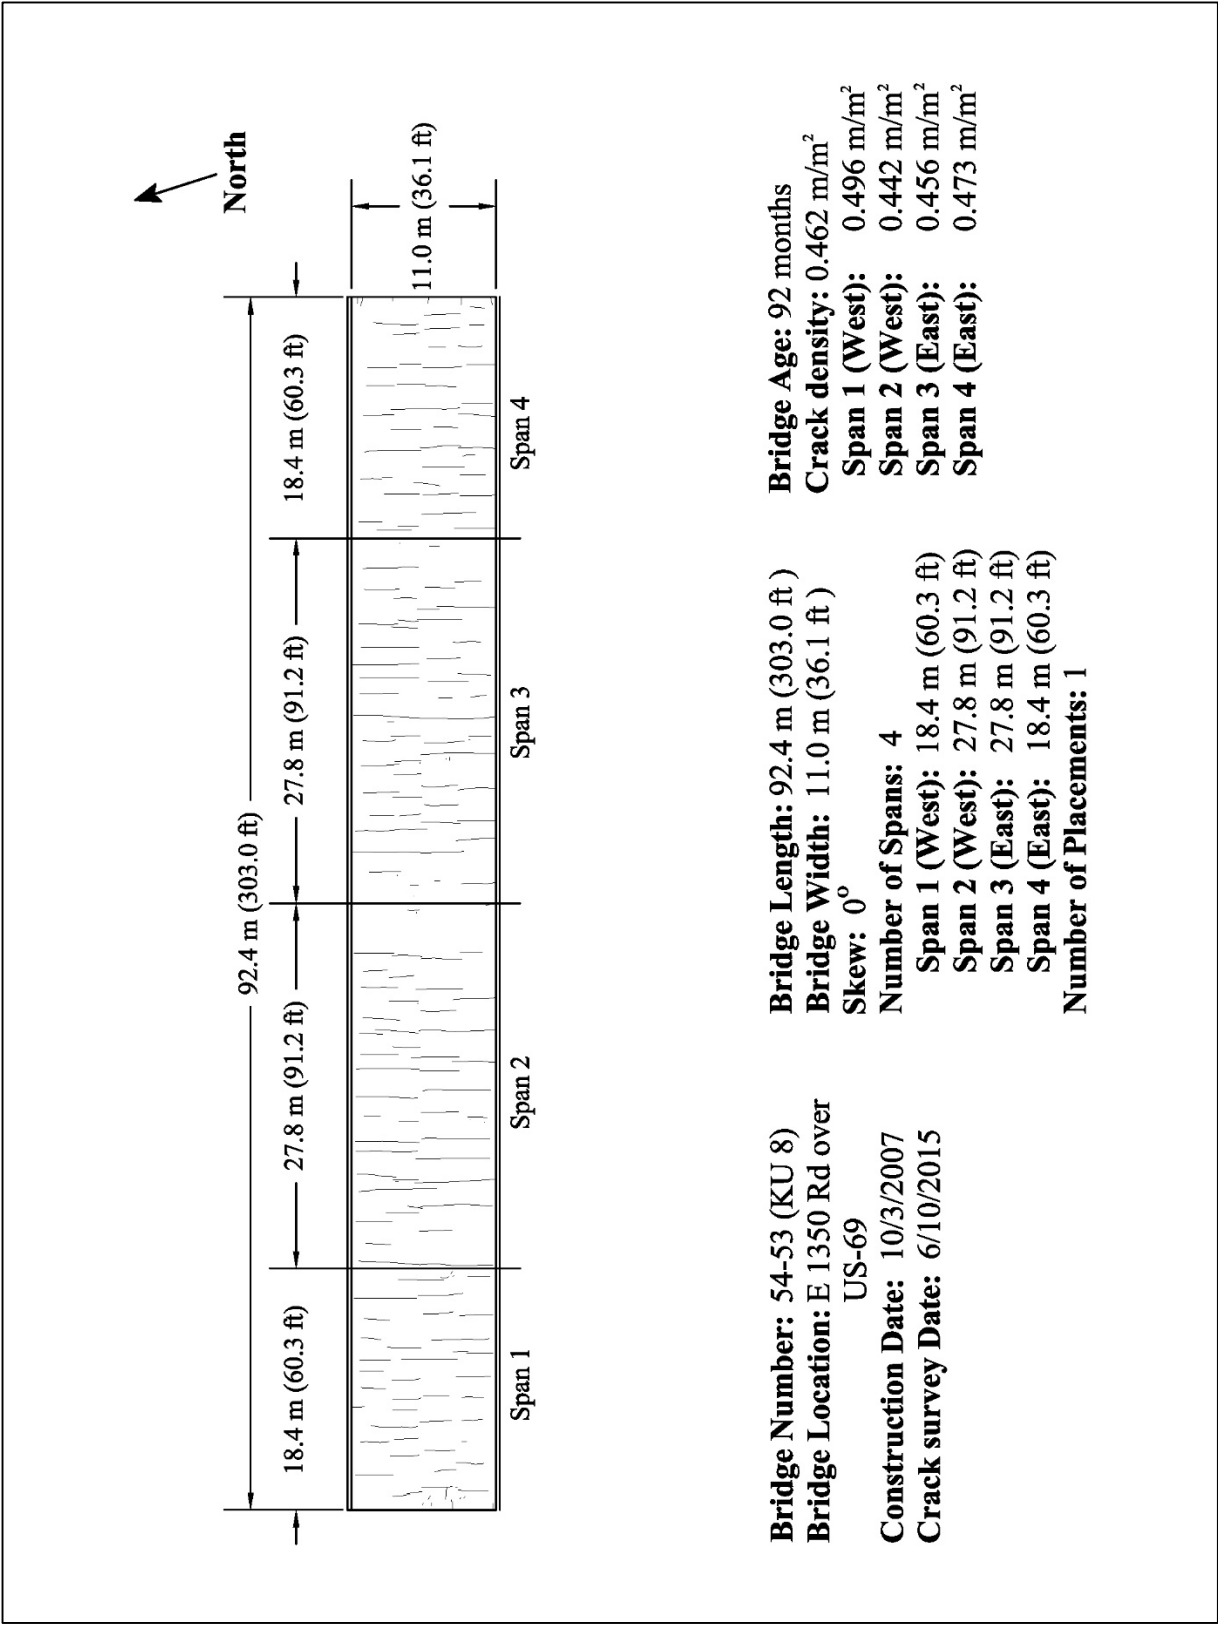 North
92.4 m (303.0 ft)
18.4 m (60.3 ft)
27.8 m (91.2 ft)
27.8 m (91.2 ft)
18.4 m (60.3 ft)
11.0 m (36.1 ft)
Span 1
Span 2
Span 3
Span 4
Bridge Number: 54-53 (KU 8)
Bridge Location: E 1350 Rd over
US-69
Construction Date: 10/3/2007
Crack survey Date: 6/10/2015
Bridge Length: 92.4 m (303.0 ft )
Bridge Width: 11.0 m (36.1 ft )
Skew: 0°
Number of Spans: 4
Span 1 (West): 18.4 m (60.3 ft)
Span 2 (West): 27.8 m (91.2 ft)
Span 3 (East): 27.8 m (91.2 ft)
Span 4 (East): 18.4 m (60.3 ft)
Number of Placements: 1
Bridge Age: 92 months
Crack density: 0.462 m/m²
Span 1 (West): 0.496 m/m²
Span 2 (West): 0.442 m/m²
Span 3 (East): 0.456 m/m²
Span 4 (East): 0.473 m/m²